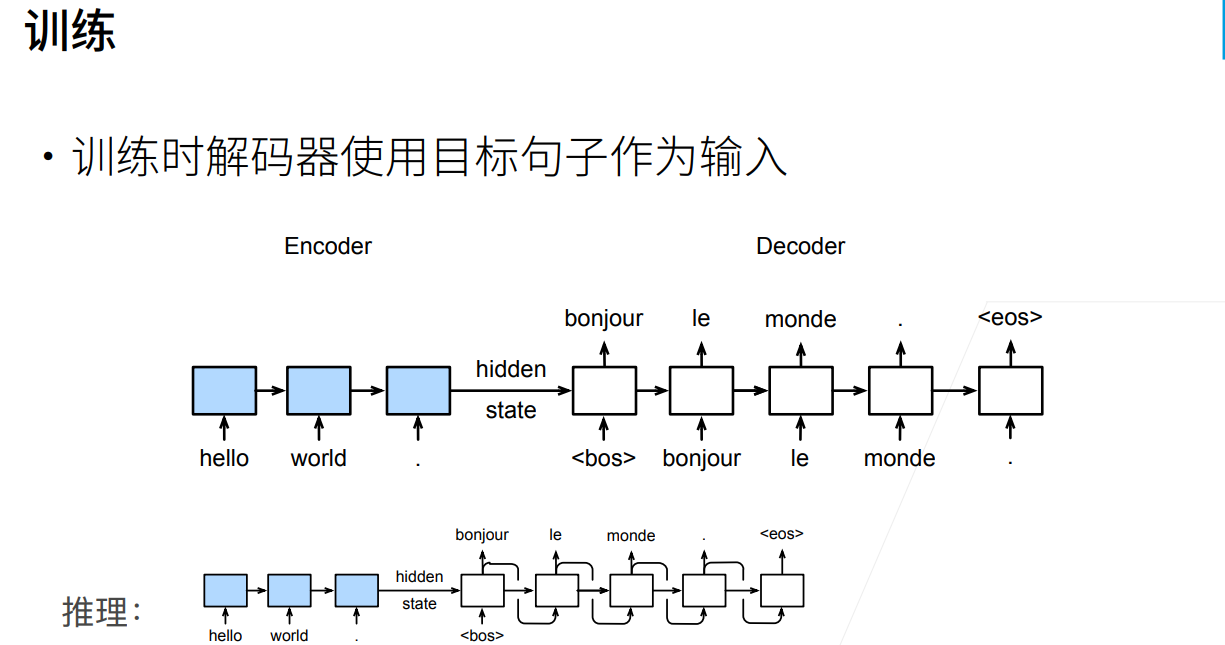 训练
• 训练时解码器使用目标句子作为输入
Encoder Decoder
bonjour le monde . <eos>
hidden
state
hello world . <bos> bonjour le monde .
bonjour le monde . <eos>
推理：
hidden
state
hello world . <bos>